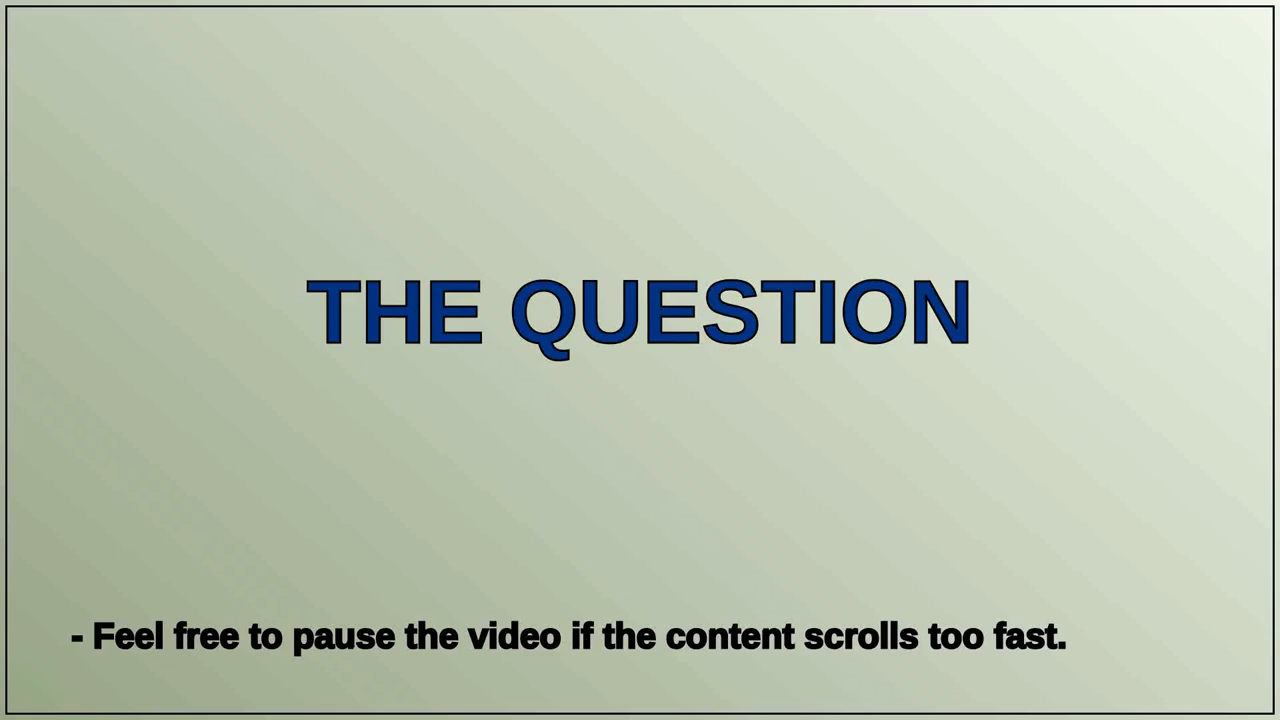 THE QUESTION
- Feel free to pause the video if the content scrolls too fast.